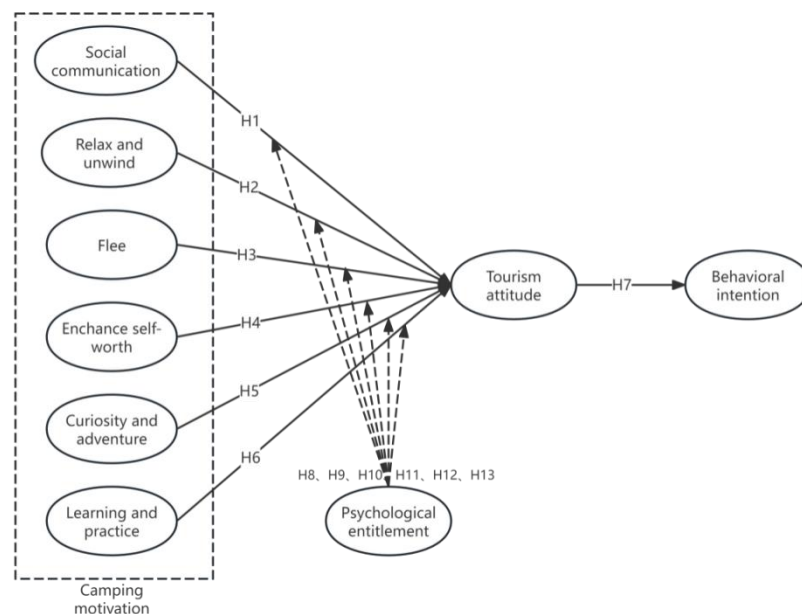 Social
communication
H1
Relax and
unwind
H2
Flee
H3
Tourism
attitude
H7
Behavioral
intention
Enchance self-
worth
H4
Curiosity and
adventure
H5
H6
H8、H9、H10、H11、H12、H13
Learning and
practice
Psychological
entitlement
Camping
motivation